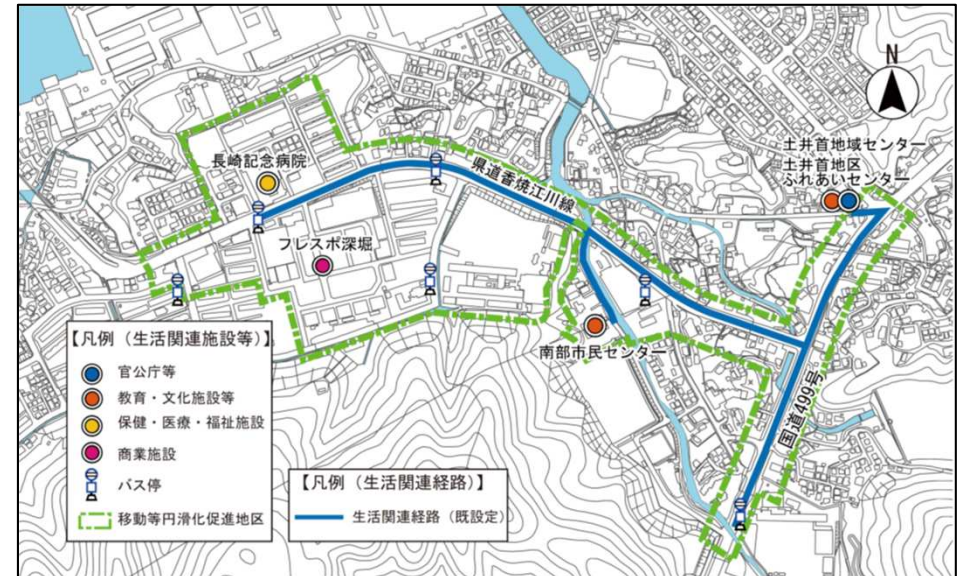 N
土井首地域センター
土井首地区
ふれあいセンター
長崎記念病院
県道香焼江川線
フレスポ深堀
南部市民センター
国道499号
【凡例（生活関連施設等）】
官公庁等
教育・文化施設等
保健・医療・福祉施設
商業施設
バス停
移動等円滑化促進地区
【凡例（生活関連経路）】
生活関連経路（既設定）